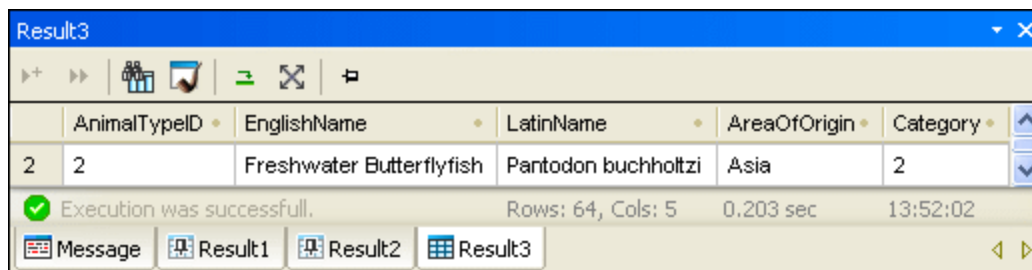 Result3
AnimalTypeID EnglishName LatinName AreaOfOrigin Category
2 2 Freshwater Butterflyfish Pantodon buchholtzi Asia 2
Execution was successfull. Rows: 64, Cols: 5 0.203 sec 13:52:02
Message Result1 Result2 Result3